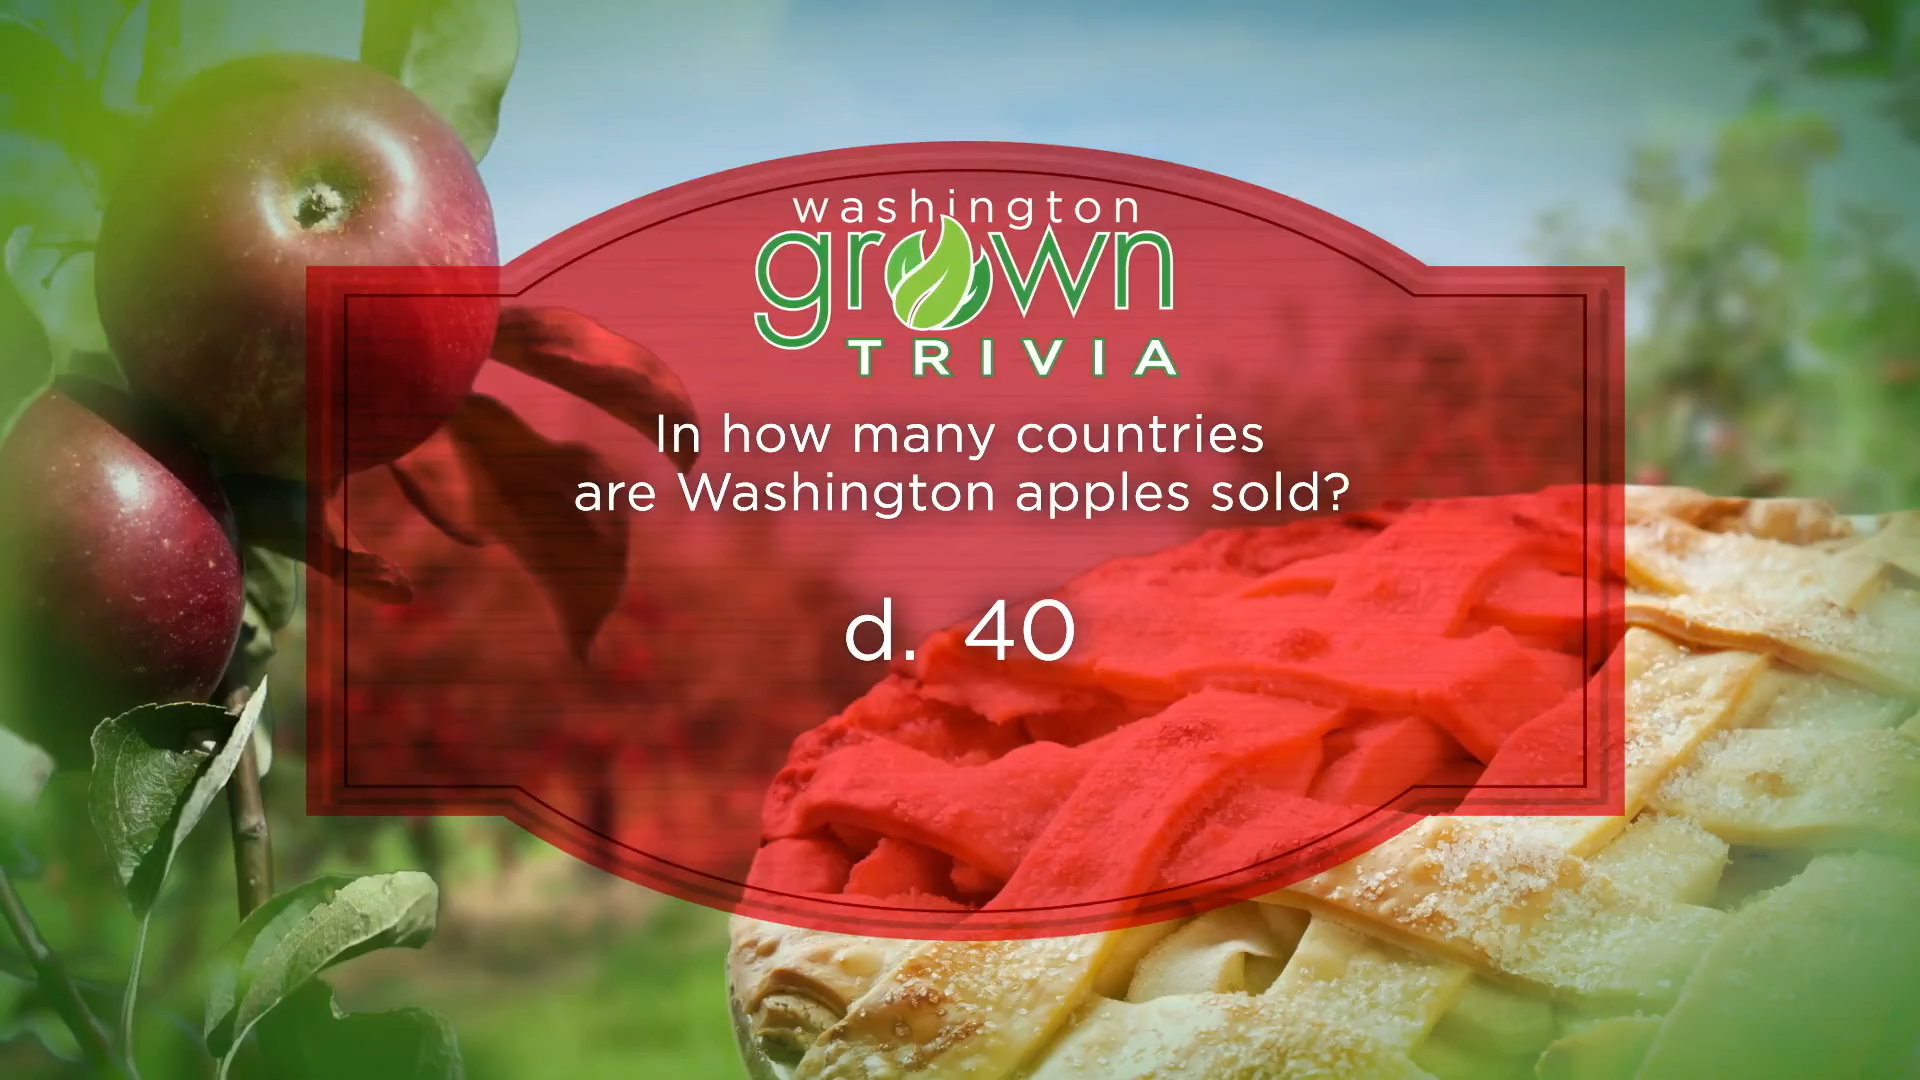 washington
grown
TRIVIA
In how many countries
are Washington apples sold?
d. 40